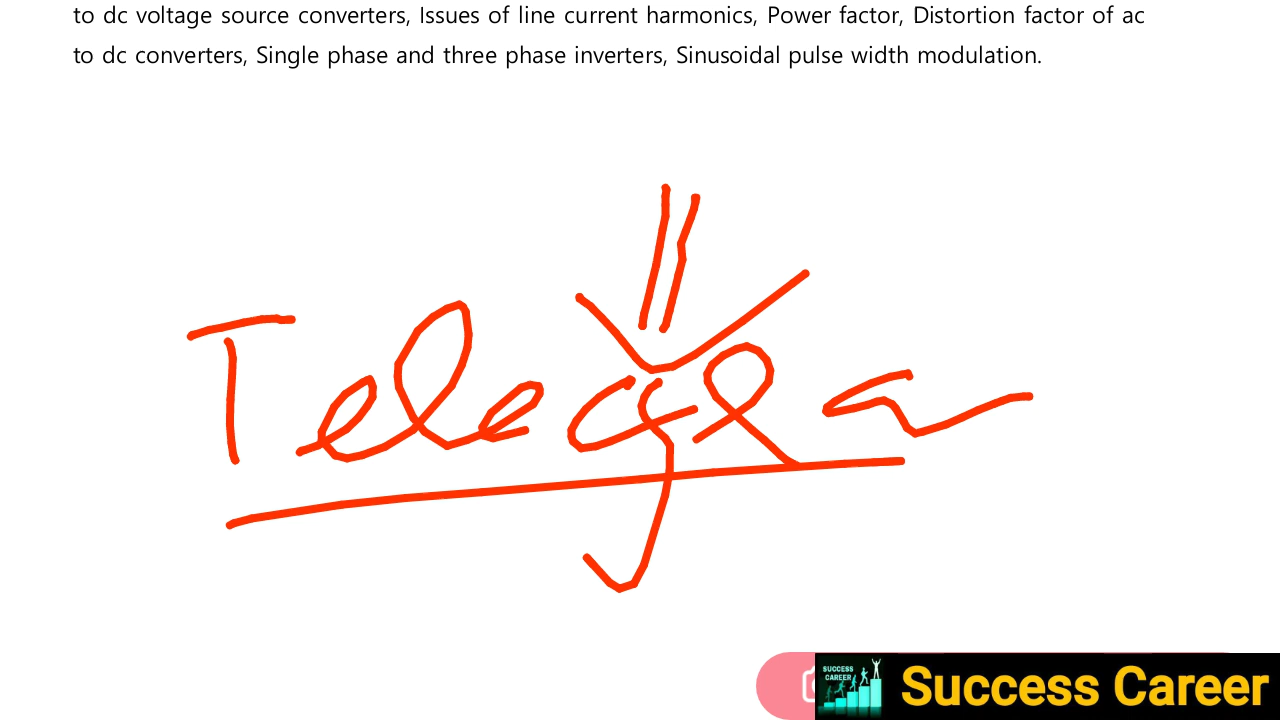 to dc voltage source converters, Issues of line current harmonics, Power factor, Distortion factor of ac
to dc converters, Single phase and three phase inverters, Sinusoidal pulse width modulation.
SUCCESS
CAREER
Success Career